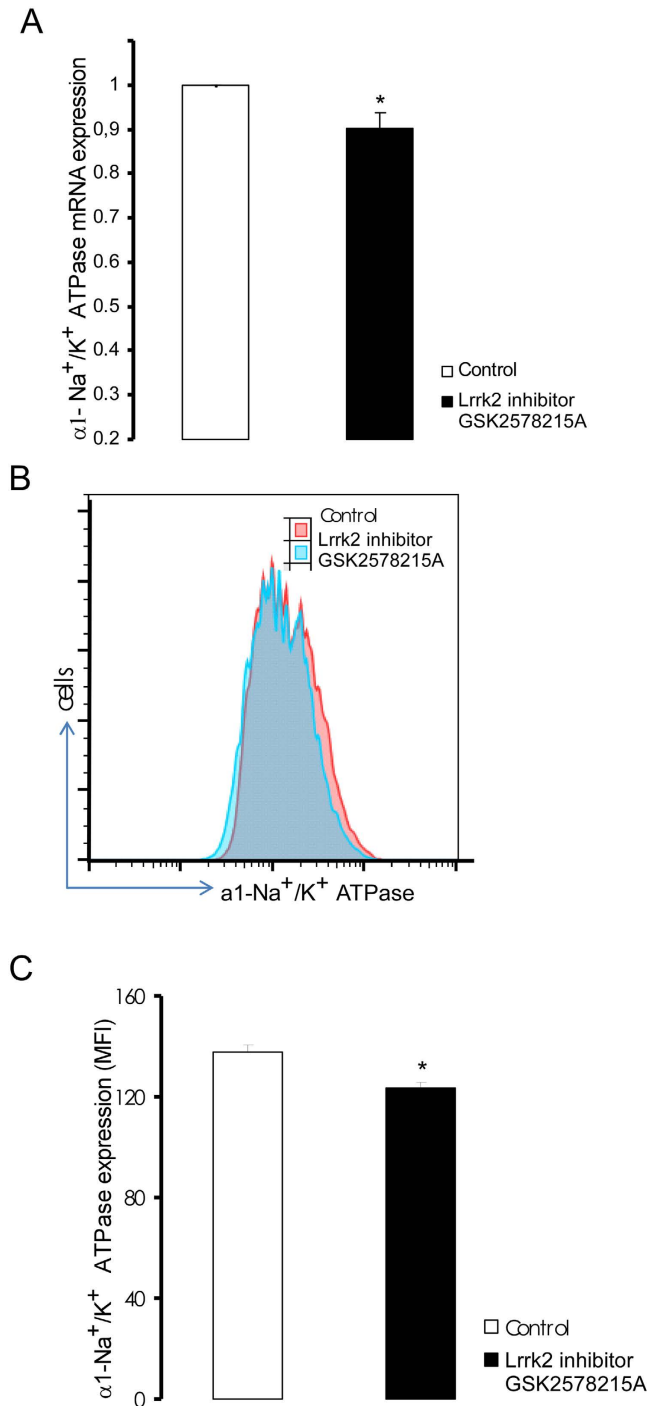 A
α1- Na⁺/K⁺ ATPase mRNA expression
1
0,9
0.8
0.7
0,6
0.5
0.4
0.3
0.2
*
Control
Lrrk2 inhibitor
GSK2578215A
B
cells
Control
Lrrk2 inhibitor
GSK2578215A
a1-Na⁺/K⁺ ATPase
C
α1-Na⁺/K⁺ ATPase expression (MFI)
160
120
80
40
0
*
Control
Lrrk2 inhibitor
GSK2578215A